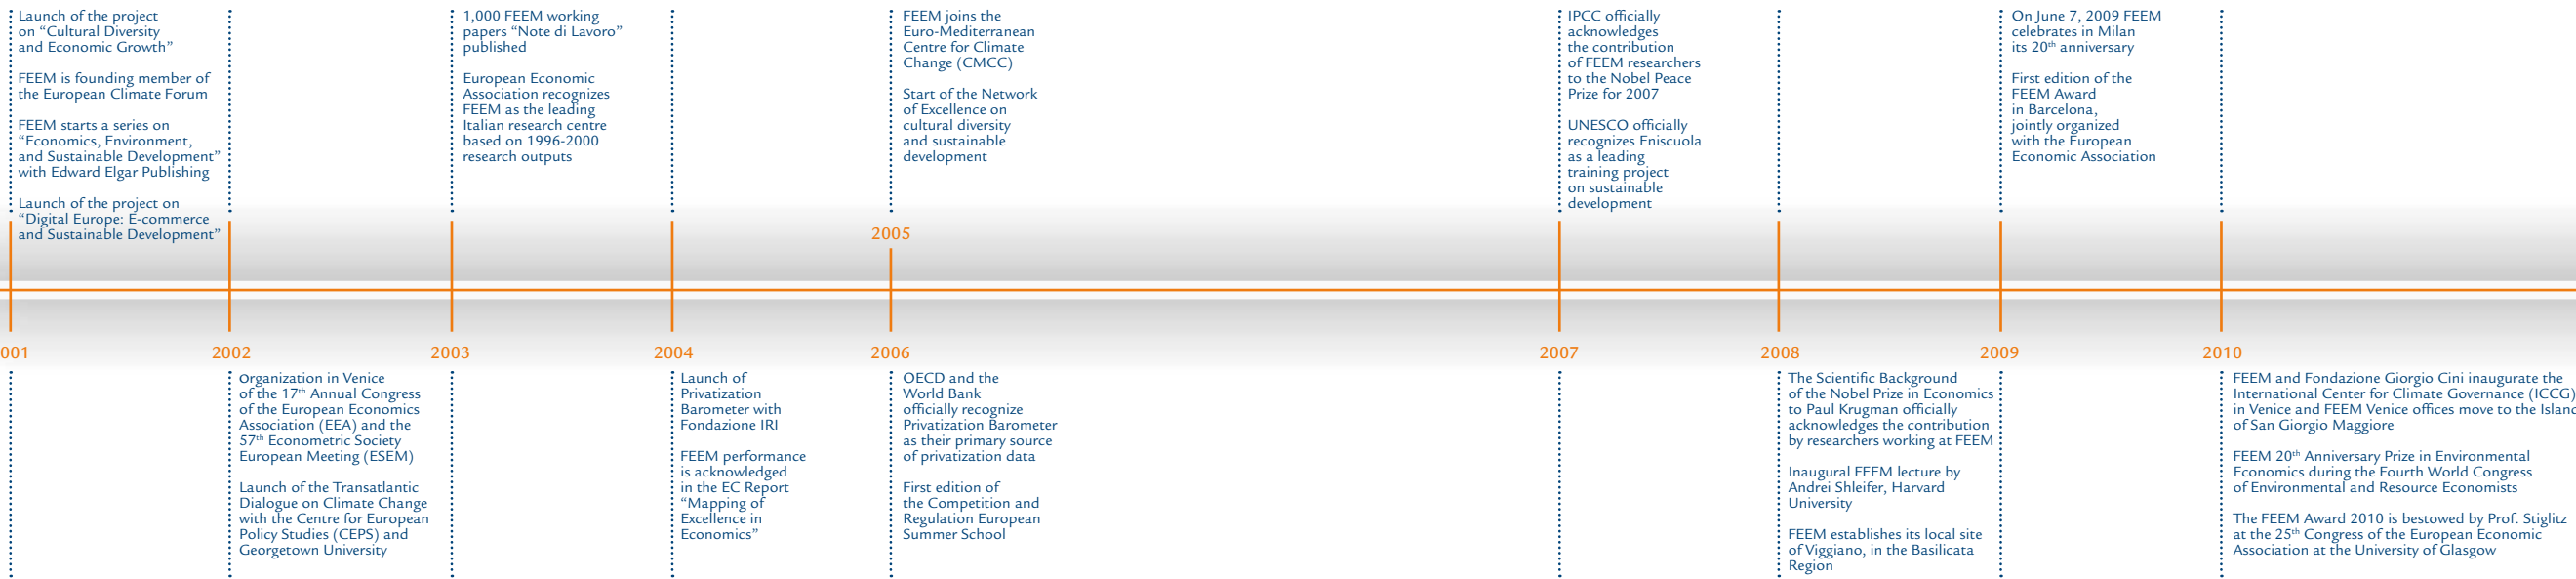 Launch of the project
on “Cultural Diversity
and Economic Growth”
FEEM is founding member of
the European Climate Forum
FEEM starts a series on
“Economics, Environment,
and Sustainable Development”
with Edward Elgar Publishing
Launch of the project on
“Digital Europe: E-commerce
and Sustainable Development”
1,000 FEEM working
papers “Note di Lavoro”
published
European Economic
Association recognizes
FEEM as the leading
Italian research centre
based on 1996-2000
research outputs
FEEM joins the
Euro-Mediterranean
Centre for Climate
Change (CMCC)
Start of the Network
of Excellence on
cultural diversity
and sustainable
development
IPCC officially
acknowledges
the contribution
of FEEM researchers
to the Nobel Peace
Prize for 2007
UNESCO officially
recognizes Eniscuola
as a leading
training project
on sustainable
development
On June 7, 2009 FEEM
celebrates in Milan
its 20th anniversary
First edition of the
FEEM Award
in Barcelona,
jointly organized
with the European
Economic Association
2005
001
2002
2003
2004
2006
2007
2008
2009
2010
Organization in Venice
of the 17th Annual Congress
of the European Economics
Association (EEA) and the
57th Econometric Society
European Meeting (ESEM)
Launch of the Transatlantic
Dialogue on Climate Change
with the Centre for European
Policy Studies (CEPS) and
Georgetown University
Launch of
Privatization
Barometer with
Fondazione IRI
FEEM performance
is acknowledged
in the EC Report
“Mapping of
Excellence in
Economics”
OECD and the
World Bank
officially recognize
Privatization Barometer
as their primary source
of privatization data
First edition of
the Competition and
Regulation European
Summer School
The Scientific Background
of the Nobel Prize in Economics
to Paul Krugman officially
acknowledges the contribution
by researchers working at FEEM
Inaugural FEEM lecture by
Andrei Shleifer, Harvard
University
FEEM establishes its local site
of Viggiano, in the Basilicata
Region
FEEM and Fondazione Giorgio Cini inaugurate the
International Center for Climate Governance (ICCG)
in Venice and FEEM Venice offices move to the Island
of San Giorgio Maggiore
FEEM 20th Anniversary Prize in Environmental
Economics during the Fourth World Congress
of Environmental and Resource Economists
The FEEM Award 2010 is bestowed by Prof. Stiglitz
at the 25th Congress of the European Economic
Association at the University of Glasgow